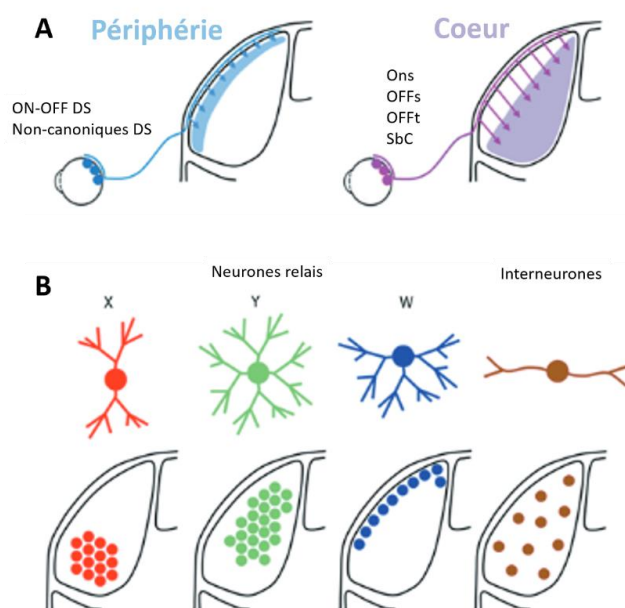 A
Périphérie
Coeur
ON-OFF DS
Non-canoniques DS
Ons
OFFs
OFFt
SbC
B
Neurones relais
Interneurones
X
Y
W